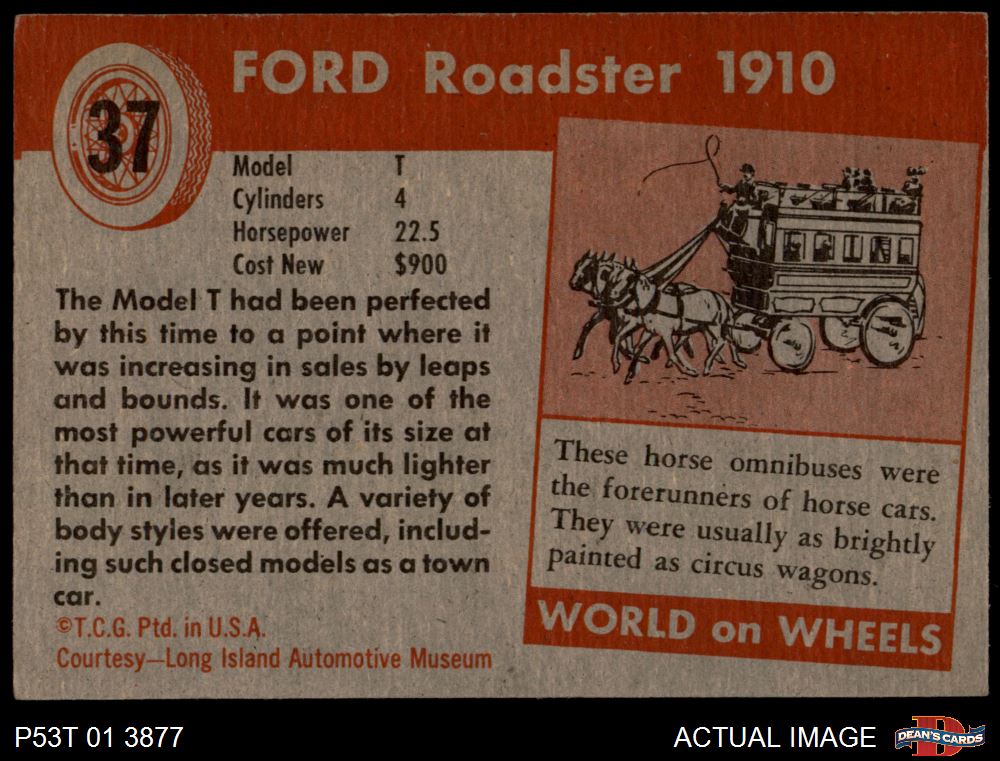 37
FORD Roadster 1910
Model T
Cylinders 4
Horsepower 22.5
Cost New $900
The Model T had been perfected
by this time to a point where it
was increasing in sales by leaps
and bounds. It was one of the
most powerful cars of its size at
that time, as it was much lighter
than in later years. A variety of
body styles were offered, includ-
ing such closed models as a town
car.
©T.C.G. Ptd. in U.S.A.
Courtesy—Long Island Automotive Museum
These horse omnibuses were
the forerunners of horse cars.
They were usually as brightly
painted as circus wagons.
WORLD on WHEELS
P53T 01 3877
ACTUAL IMAGE
D
DEAN'S CARDS